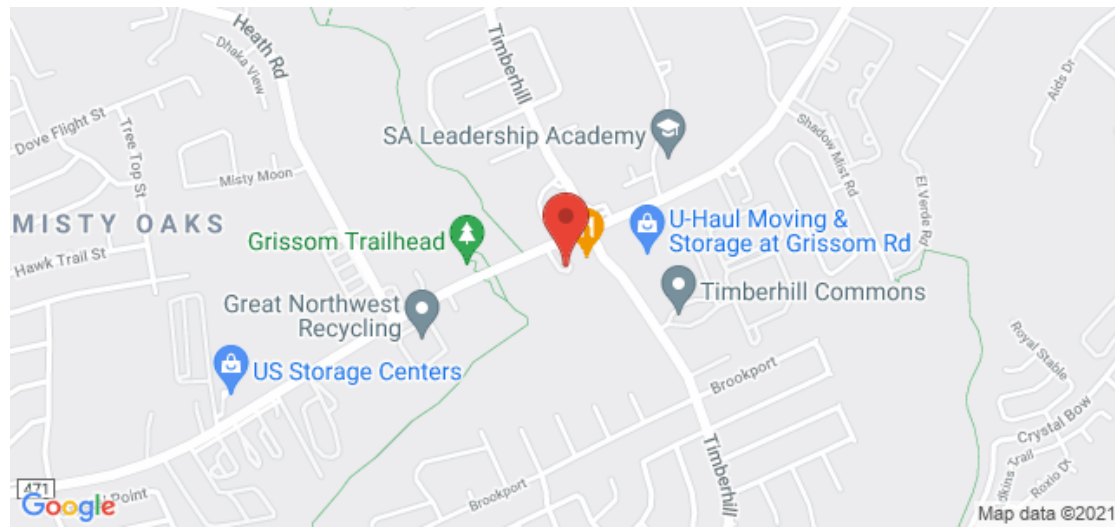 Heath Rd
Dhaka View
Timberhill
Dove Flight St
Tree Top St
SA Leadership Academy
Aids Dr
Shadow Mist Rd
El Verde Rd
Misty Moon
MISTY OAKS
Grissom Trailhead
U-Haul Moving &
Storage at Grissom Rd
Hawk Trail St
Great Northwest
Recycling
Timberhill Commons
US Storage Centers
Brookport
Royal Stable
Crystal Bow
Timberhill
Trail
Roxio Dr
471
Point
Brookport
Google
Map data ©2021